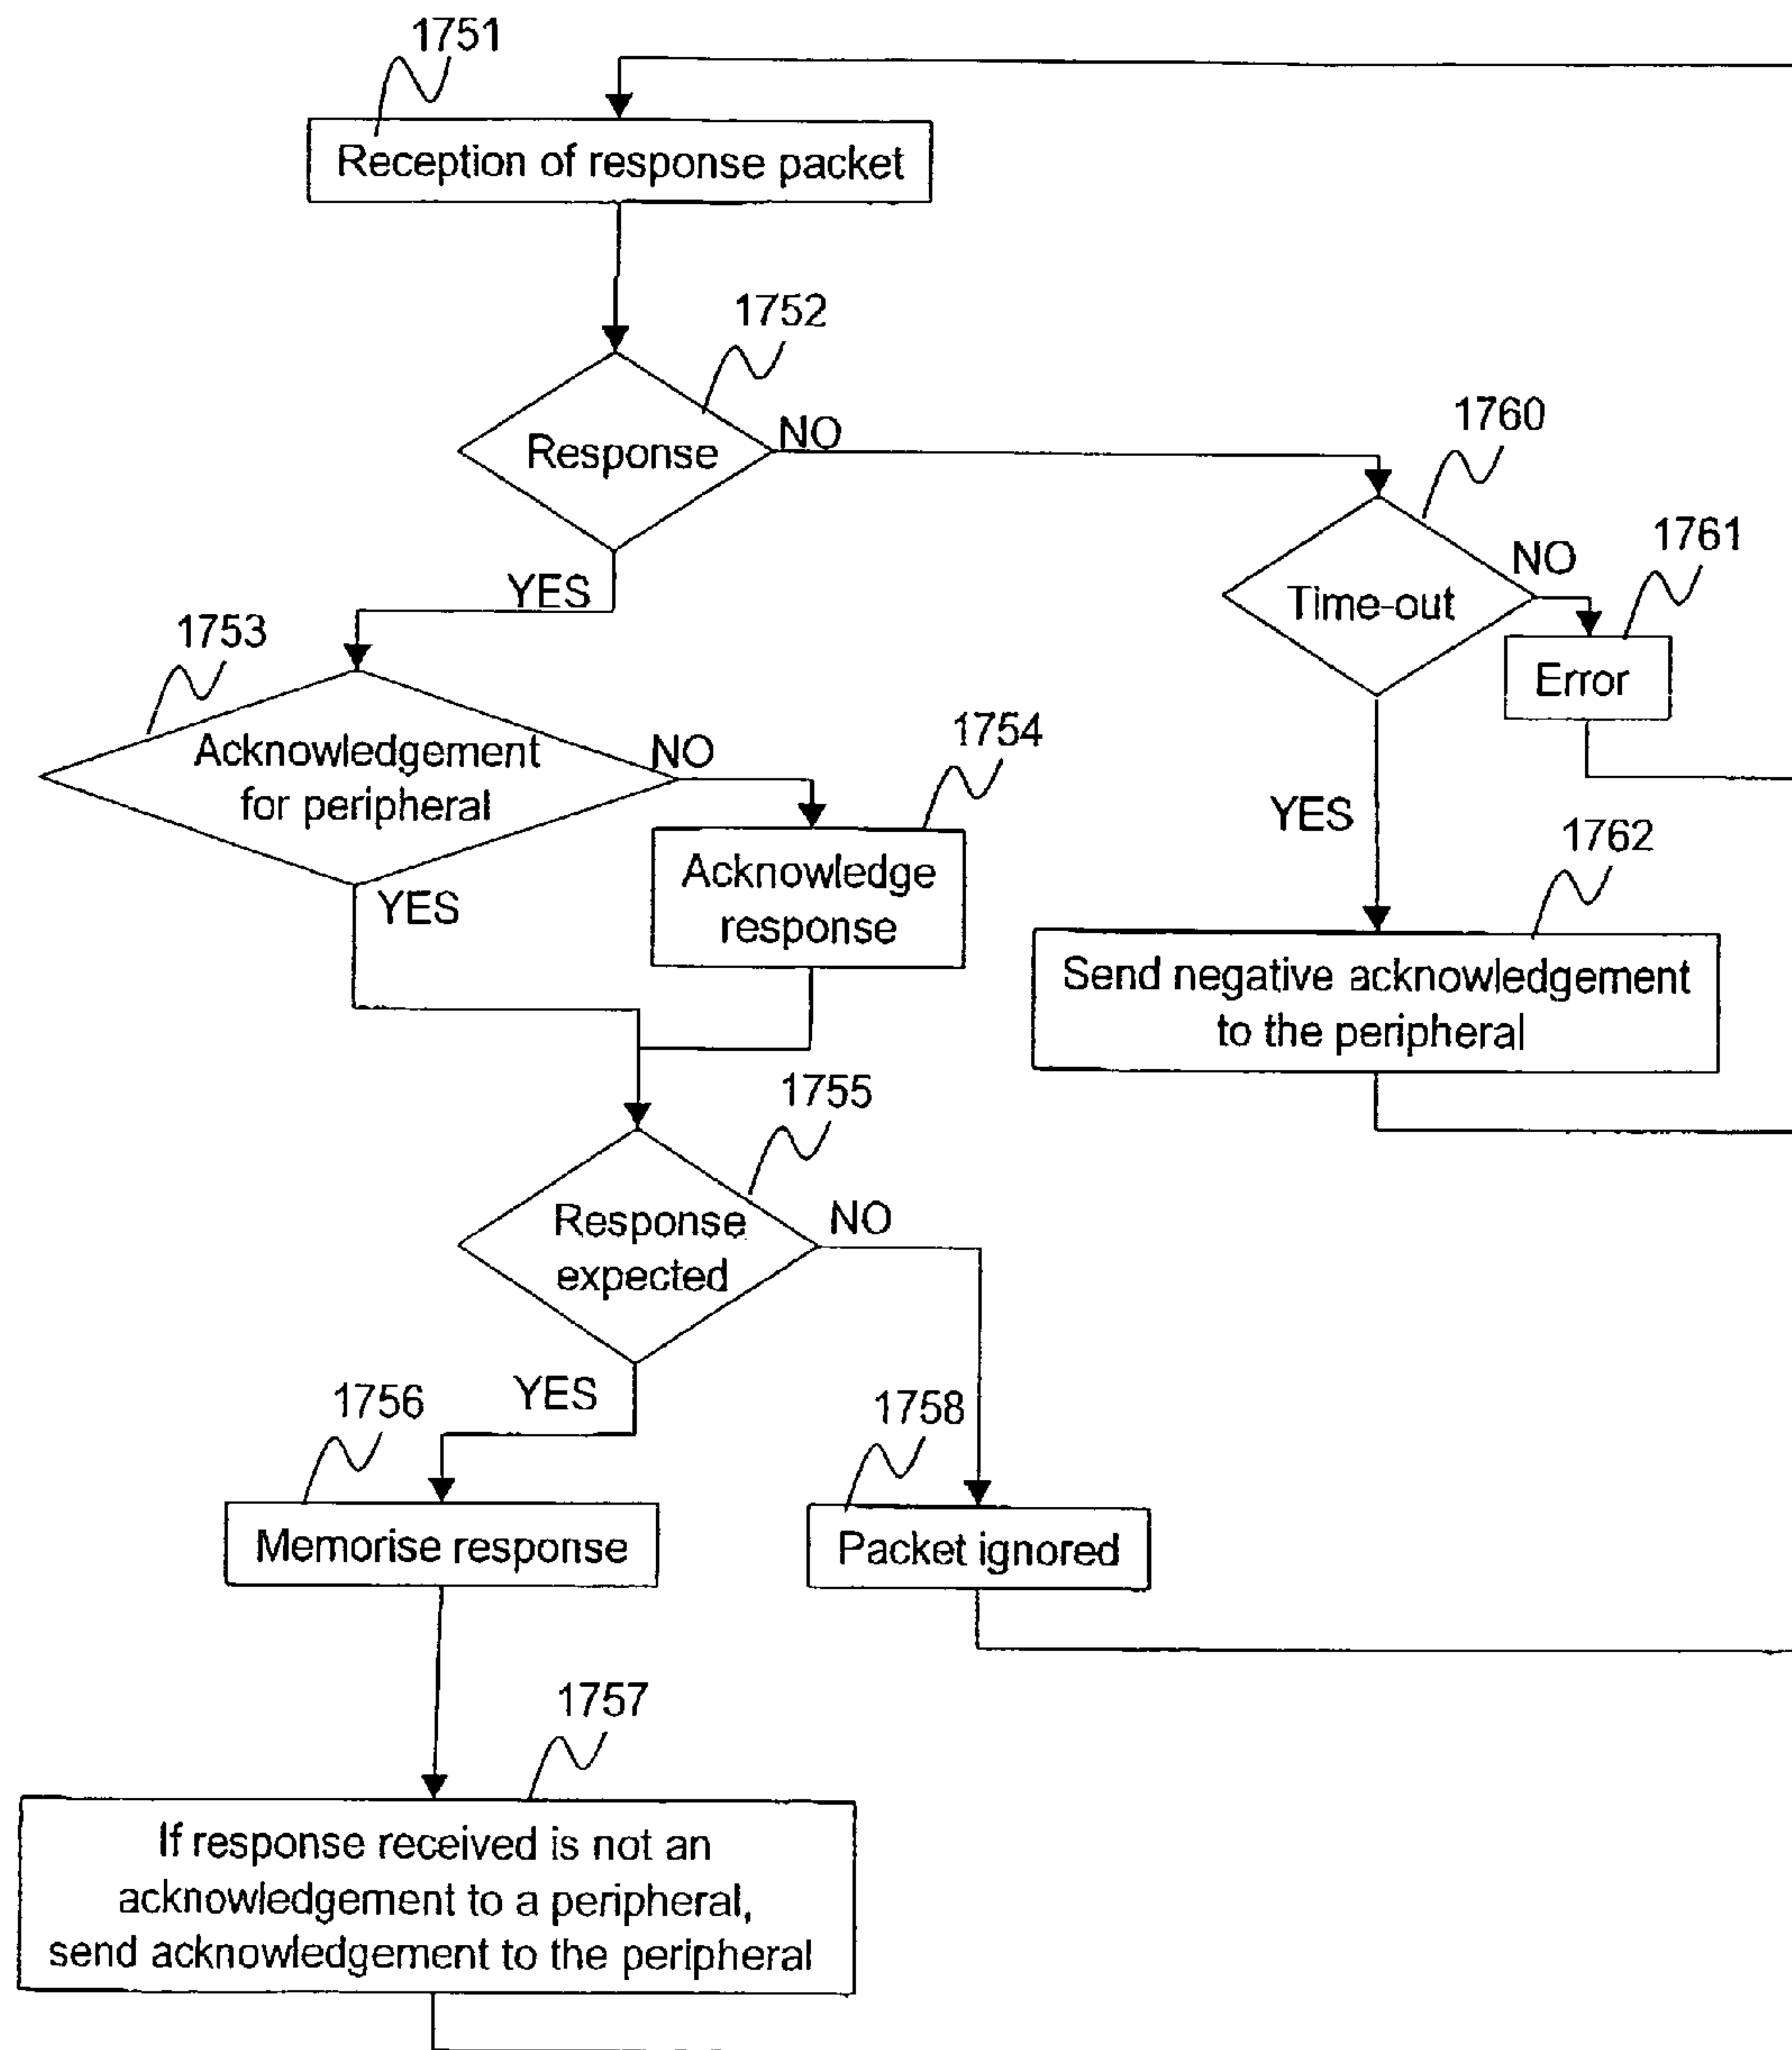 1751
Reception of response packet
1752
Response
NO
YES
1760
Time-out
NO
1761
Error
YES
1753
Acknowledgement
for peripheral
NO
1754
Acknowledge
response
YES
1762
Send negative acknowledgement
to the peripheral
1755
Response
expected
NO
YES
1756
Memorise response
1758
Packet ignored
1757
If response received is not an
acknowledgement to a peripheral,
send acknowledgement to the peripheral